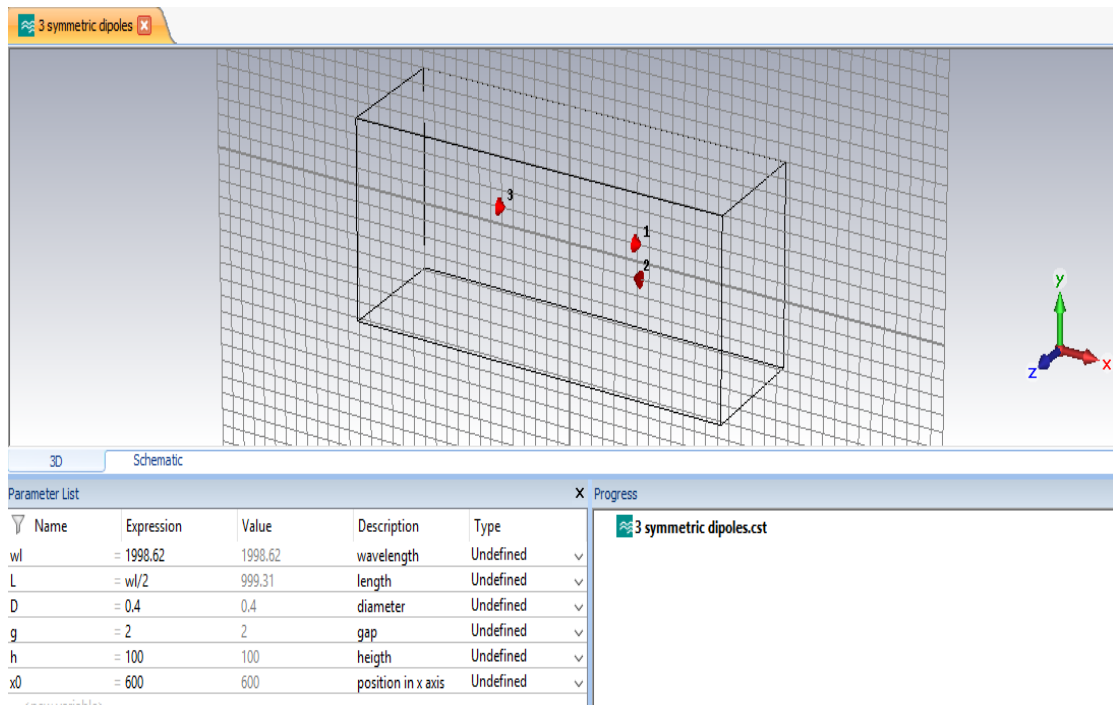 3 symmetric dipoles
3
1
2
y
x
z
3D Schematic
Parameter List X Progress
Name Expression Value Description Type
3 symmetric dipoles.cst
wl = 1998.62 1998.62 wavelength Undefined
L = wl/2 999.31 length Undefined
D = 0.4 0.4 diameter Undefined
g = 2 2 gap Undefined
h = 100 100 heigth Undefined
x0 = 600 600 position in x axis Undefined